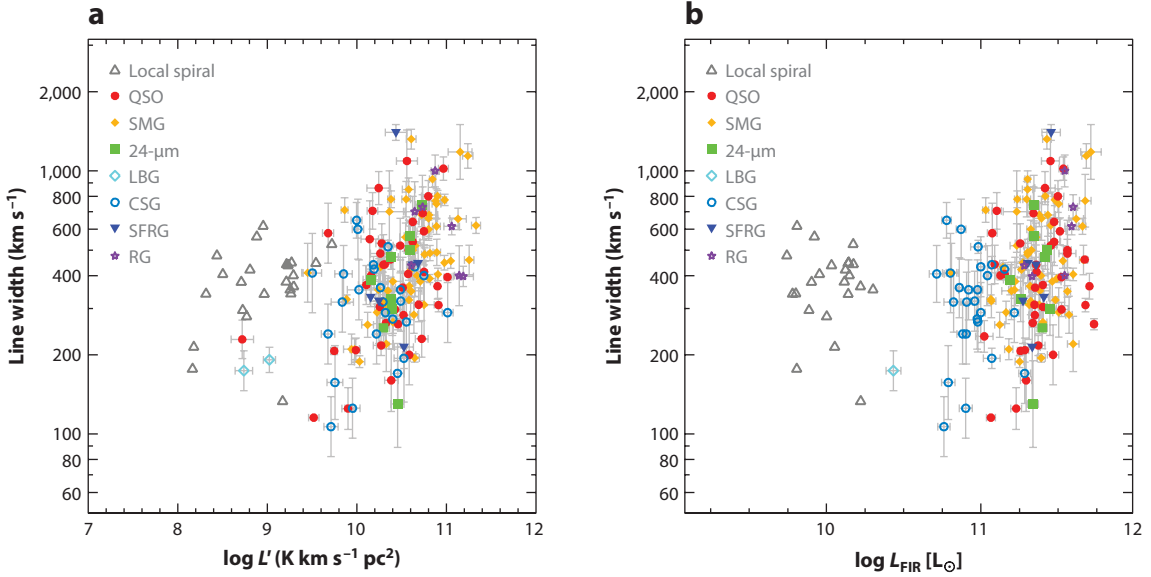 a
Line width (km s⁻¹)
2,000
1,000
800
600
400
200
100
80
60
Local spiral
QSO
SMG
24-μm
LBG
CSG
SFRG
RG
7 8 9 10 11 12
log L′ (K km s⁻¹ pc²)
b
Line width (km s⁻¹)
2,000
1,000
800
600
400
200
100
80
60
Local spiral
QSO
SMG
24-μm
LBG
CSG
SFRG
RG
10 11 12
log L_FIR [L☉]